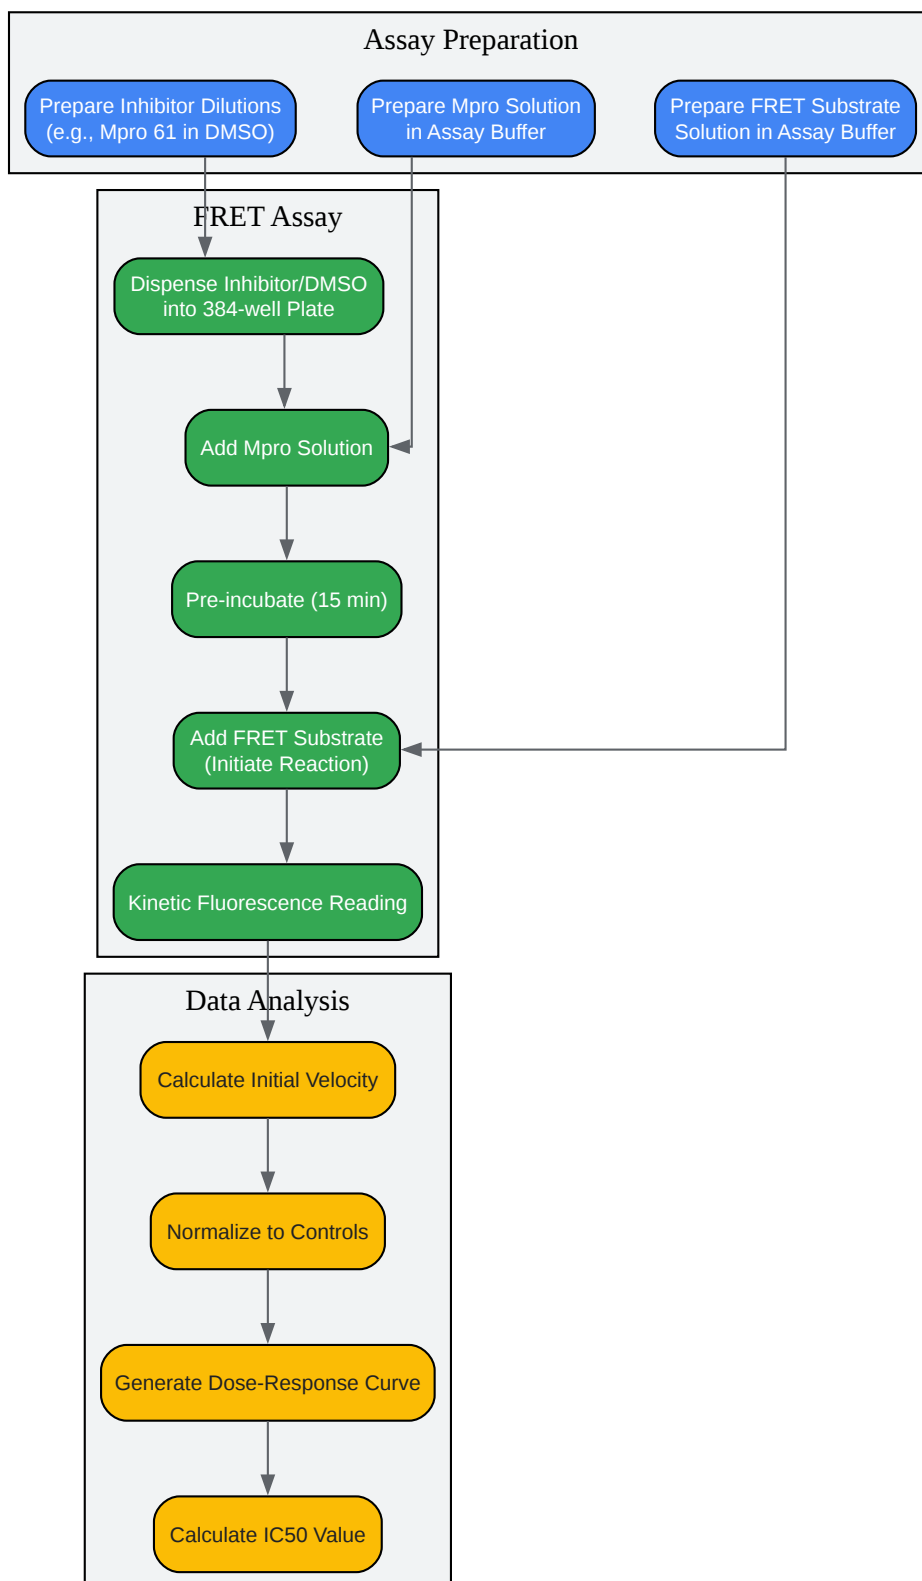 Assay Preparation
Prepare Inhibitor Dilutions
(e.g., Mpro 61 in DMSO)
Prepare Mpro Solution
in Assay Buffer
Prepare FRET Substrate
Solution in Assay Buffer
FRET Assay
Dispense Inhibitor/DMSO
into 384-well Plate
Add Mpro Solution
Pre-incubate (15 min)
Add FRET Substrate
(Initiate Reaction)
Kinetic Fluorescence Reading
Data Analysis
Calculate Initial Velocity
Normalize to Controls
Generate Dose-Response Curve
Calculate IC50 Value